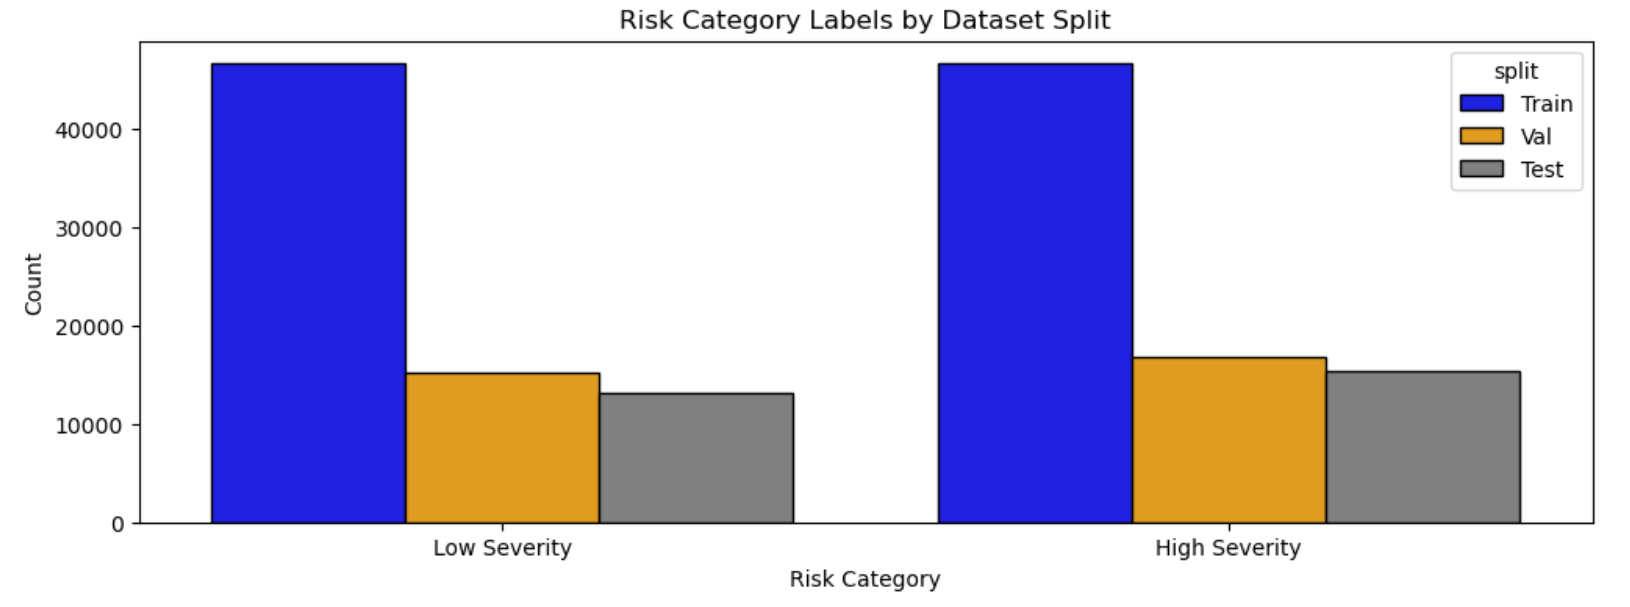 Risk Category Labels by Dataset Split
split
Train
Val
Test
40000
30000
20000
10000
0
Count
Low Severity
High Severity
Risk Category